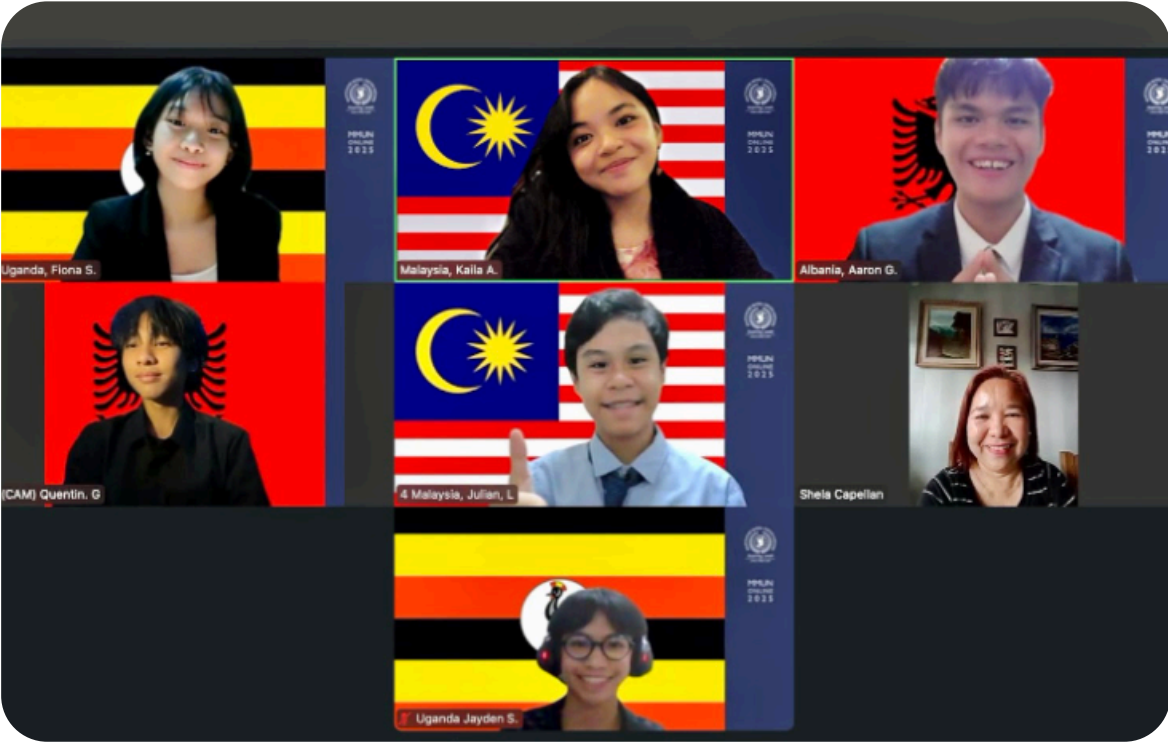 MMUN
ONLINE
2025
Uganda, Fiona S.
MMUN
ONLINE
2025
Malaysia, Kaila A.
Albania, Aaron G.
(CAM) Quentin. G
MMUN
ONLINE
2025
4 Malaysia, Julian, L
Shela Capellan
MMUN
ONLINE
2025
Uganda Jayden S.